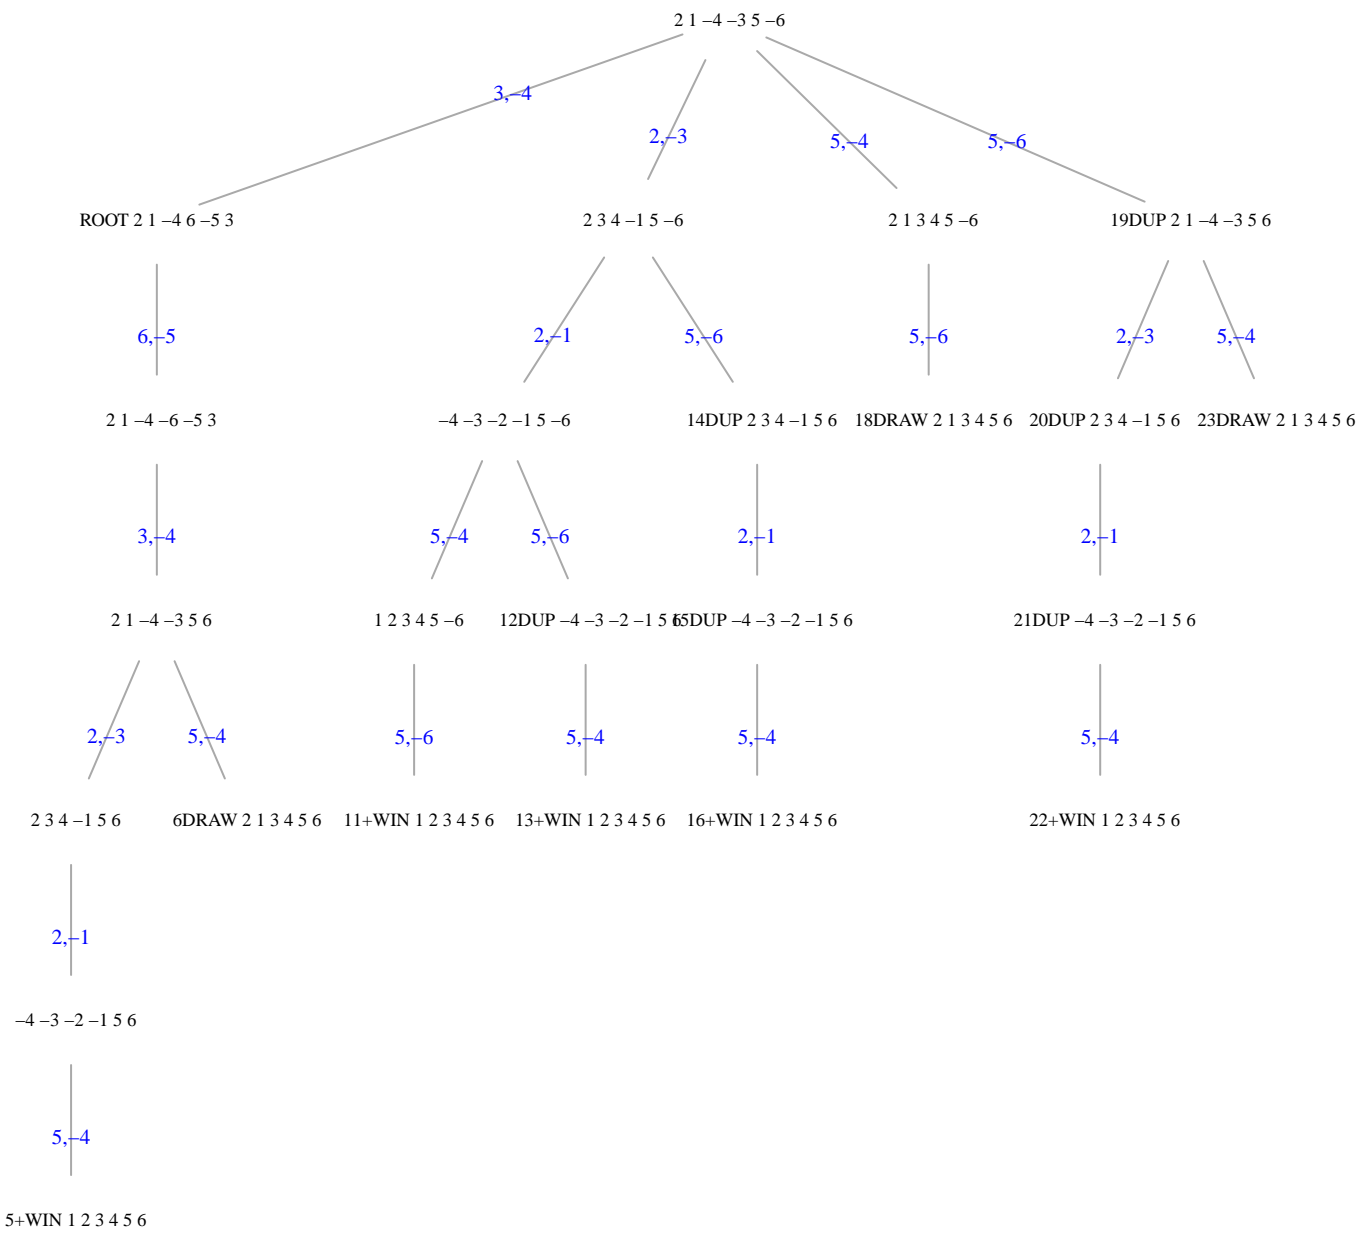 2 1 –4 –3 5 –6
3,–4
2,–3
5,–4
5,–6
ROOT 2 1 –4 6 –5 3
2 3 4 –1 5 –6
2 1 3 4 5 –6
19DUP 2 1 –4 –3 5 6
6,–5
2,–1
5,–6
5,–6
2,–3
5,–4
2 1 –4 –6 –5 3
–4 –3 –2 –1 5 –6
14DUP 2 3 4 –1 5 6
18DRAW 2 1 3 4 5 6
20DUP 2 3 4 –1 5 6
23DRAW 2 1 3 4 5 6
3,–4
5,–4
5,–6
2,–1
2,–1
2 1 –4 –3 5 6
1 2 3 4 5 –6
12DUP –4 –3 –2 –1 5 6
15DUP –4 –3 –2 –1 5 6
21DUP –4 –3 –2 –1 5 6
2,–3
5,–4
5,–6
5,–4
5,–4
5,–4
2 3 4 –1 5 6
6DRAW 2 1 3 4 5 6
11+WIN 1 2 3 4 5 6
13+WIN 1 2 3 4 5 6
16+WIN 1 2 3 4 5 6
22+WIN 1 2 3 4 5 6
2,–1
–4 –3 –2 –1 5 6
5,–4
5+WIN 1 2 3 4 5 6